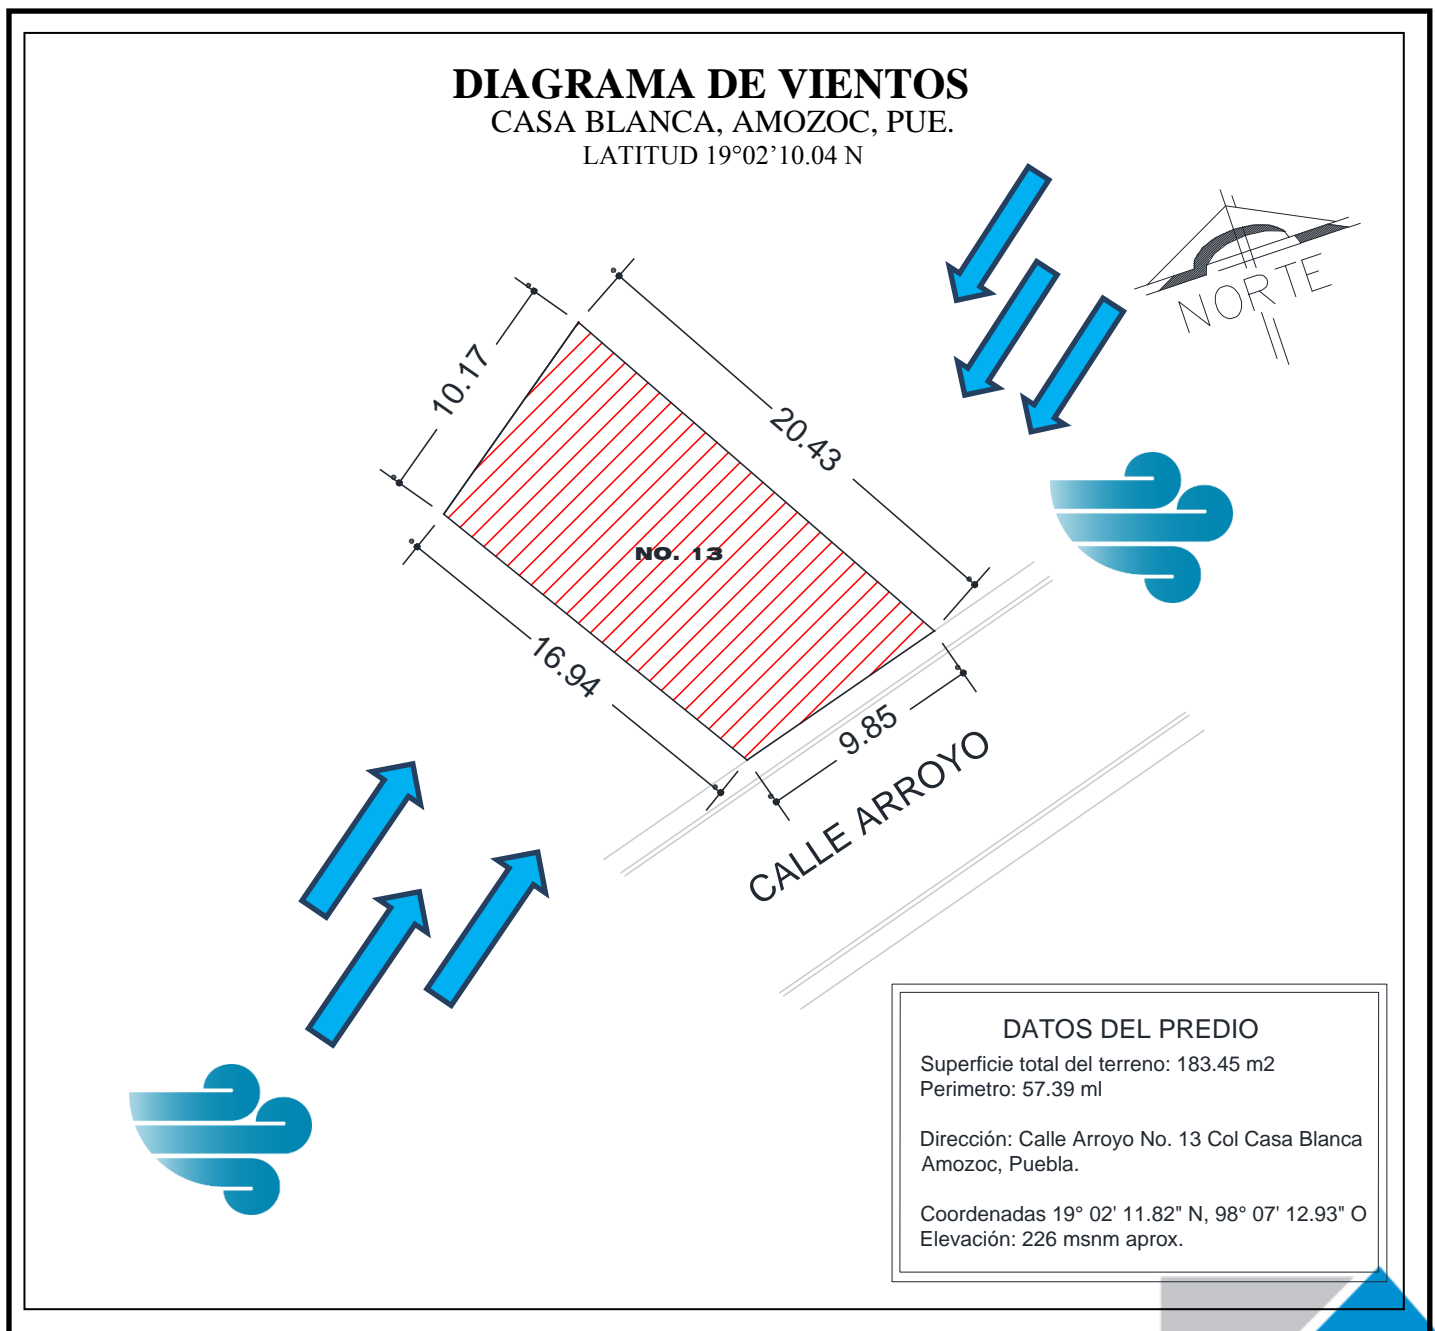 DIAGRAMA DE VIENTOS
CASA BLANCA, AMOZOC, PUE.
LATITUD 19°02’10.04 N
NORTE
10.17
20.43
NO. 13
16.94
9.85
CALLE ARROYO
DATOS DEL PREDIO
Superficie total del terreno: 183.45 m2
Perimetro: 57.39 ml
Dirección: Calle Arroyo No. 13 Col Casa Blanca
Amozoc, Puebla.
Coordenadas 19° 02' 11.82" N, 98° 07' 12.93" O
Elevación: 226 msnm aprox.